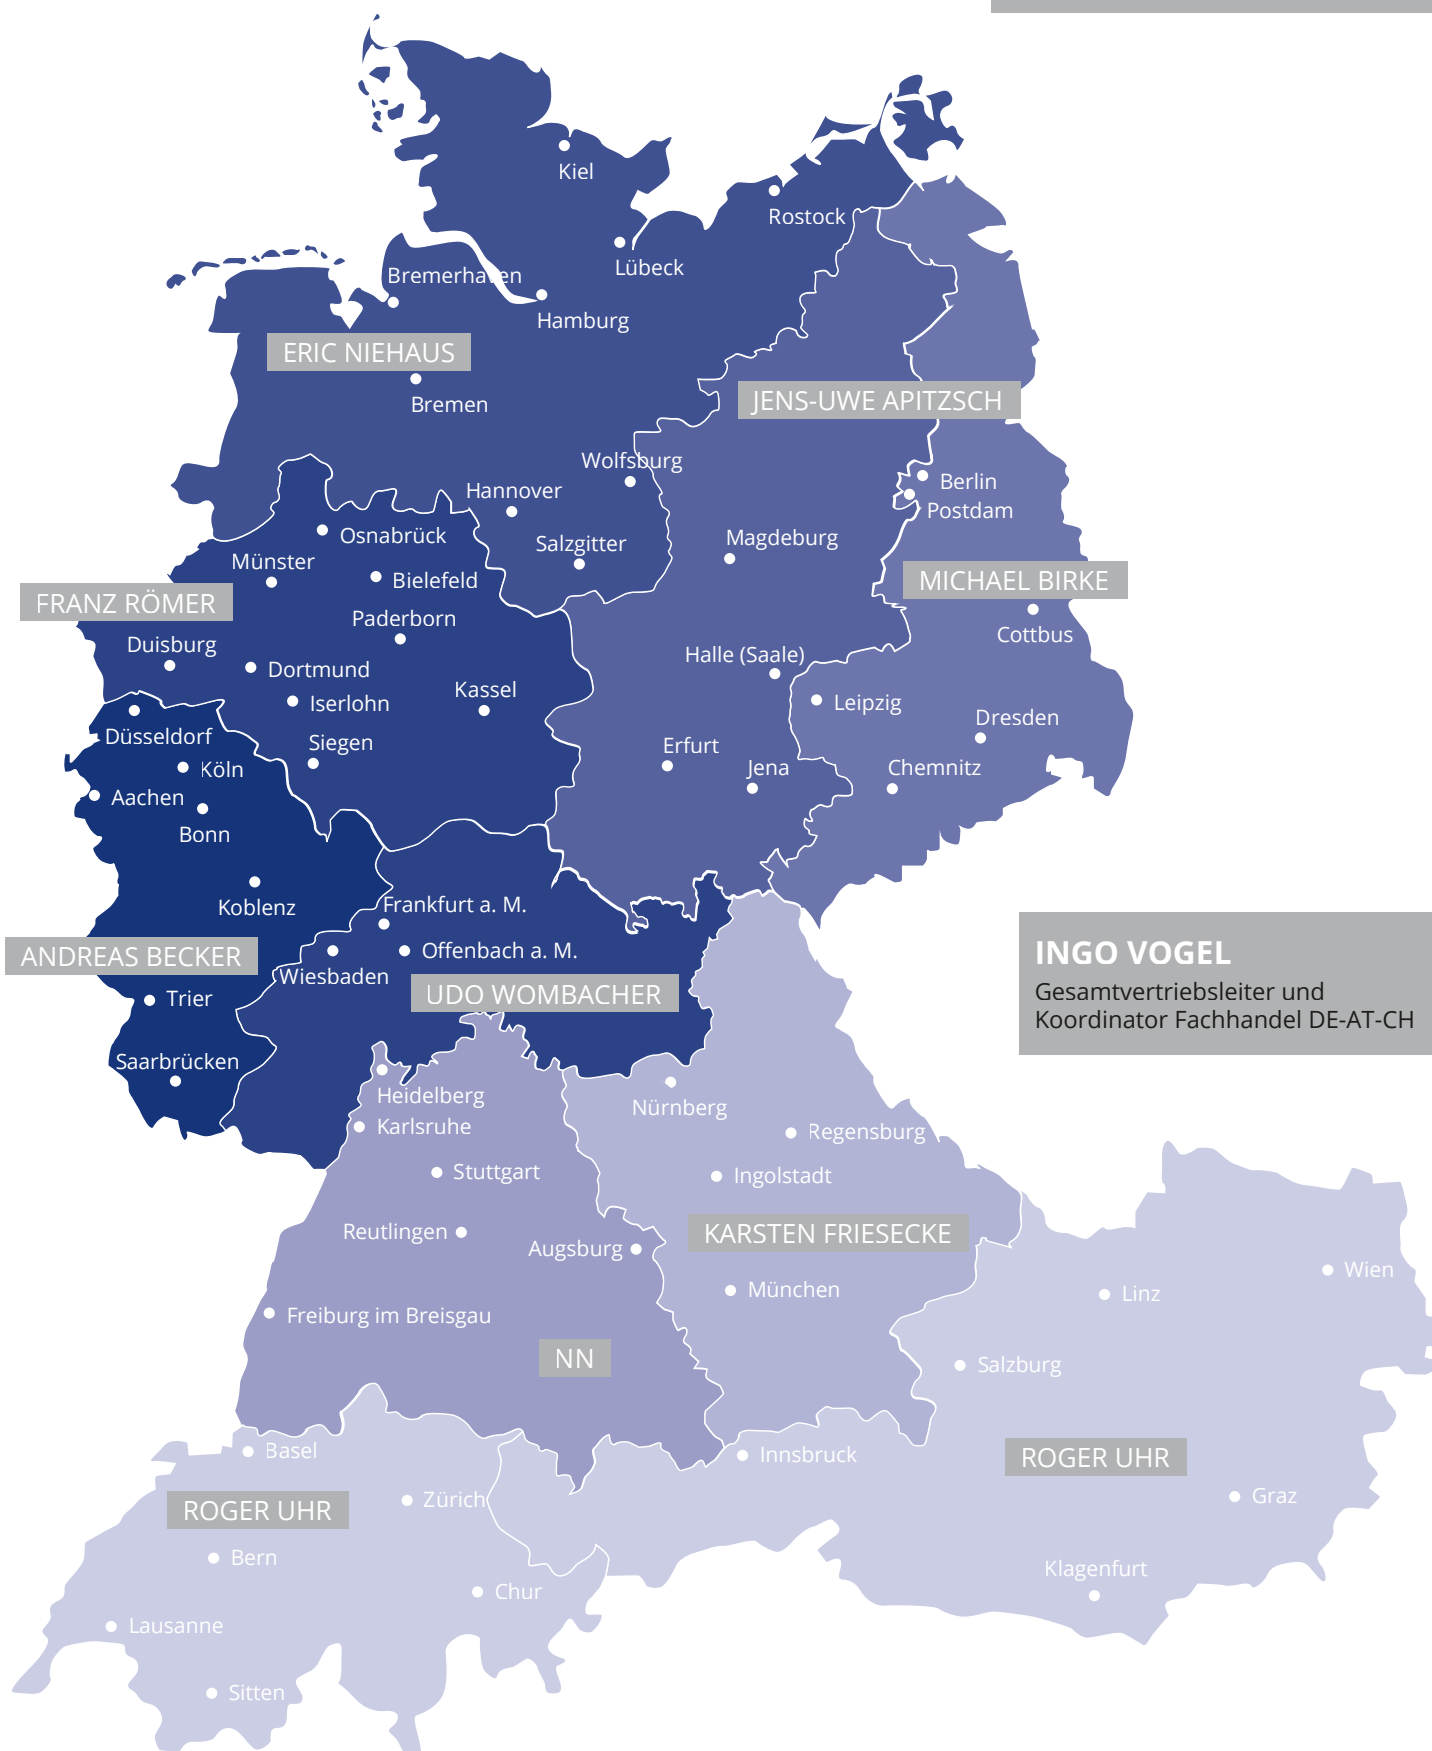 Kiel
Rostock
Lübeck
Bremerhaven
Hamburg
ERIC NIEHAUS
JENS-UWE APITZSCH
Bremen
Wolfsburg
Hannover
Berlin
Postdam
Osnabrück
Salzgitter
Magdeburg
Münster
Bielefeld
MICHAEL BIRKE
FRANZ RÖMER
Paderborn
Cottbus
Duisburg
Halle (Saale)
Dortmund
Kassel
Iserlohn
Leipzig
Dresden
Düsseldorf
Siegen
Erfurt
Köln
Jena
Chemnitz
Aachen
Bonn
Koblenz
Frankfurt a. M.
ANDREAS BECKER
Offenbach a. M.
INGO VOGEL
Gesamtvertriebsleiter und
Koordinator Fachhandel DE-AT-CH
Wiesbaden
UDO WOMBACHER
Trier
Saarbrücken
Heidelberg
Nürnberg
Karlsruhe
Regensburg
Stuttgart
Ingolstadt
Reutlingen
KARSTEN FRIESECKE
Augsburg
Wien
München
Linz
Freiburg im Breisgau
NN
Salzburg
Basel
Innsbruck
ROGER UHR
Zürich
Graz
ROGER UHR
Bern
Klagenfurt
Chur
Lausanne
Sitten